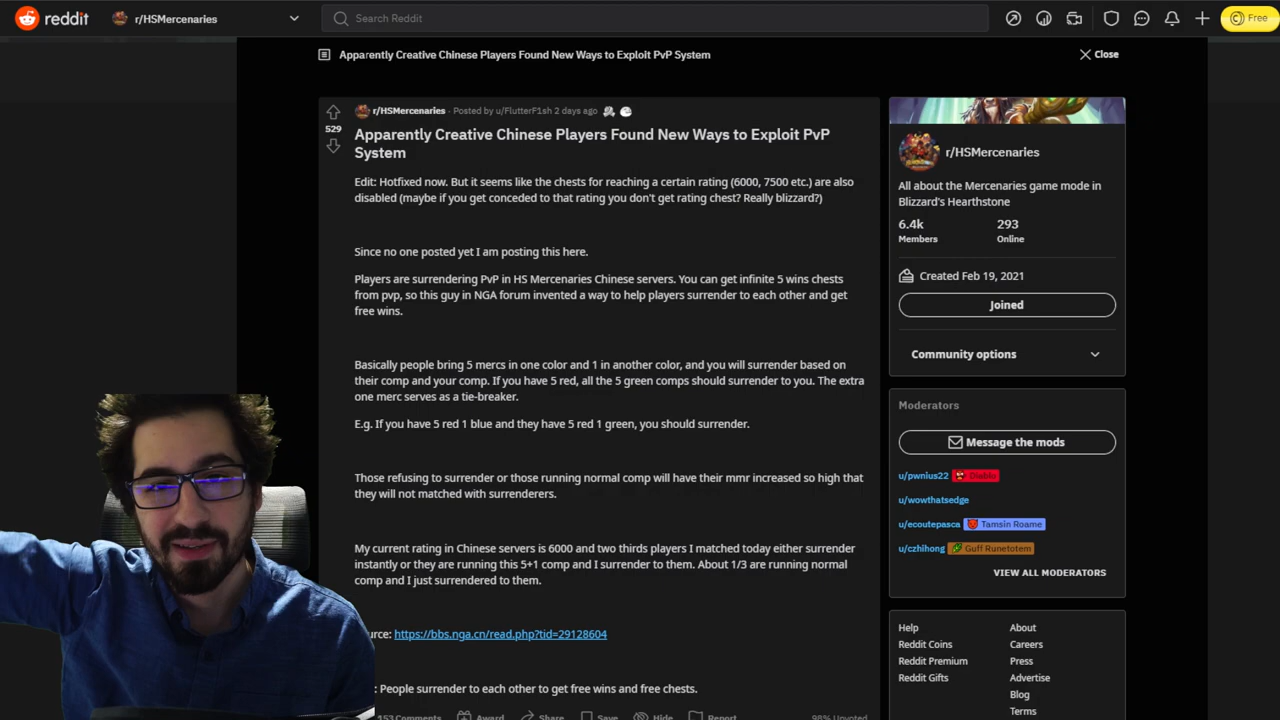 reddit
r/HSMercenaries
Search Reddit
Free
Apparently Creative Chinese Players Found New Ways to Exploit PvP System
Close
529
r/HSMercenaries · Posted by u/FlutterF1sh 2 days ago
Apparently Creative Chinese Players Found New Ways to Exploit PvP
System
Edit: Hotfixed now. But it seems like the chests for reaching a certain rating (6000, 7500 etc.) are also
disabled (maybe if you get conceded to that rating you don't get rating chest? Really blizzard?)
Since no one posted yet I am posting this here.
Players are surrendering PvP in HS Mercenaries Chinese servers. You can get infinite 5 wins chests
from pvp, so this guy in NGA forum invented a way to help players surrender to each other and get
free wins.
Basically people bring 5 mercs in one color and 1 in another color, and you will surrender based on
their comp and your comp. If you have 5 red, all the 5 green comps should surrender to you. The extra
one merc serves as a tie-breaker.
E.g. If you have 5 red 1 blue and they have 5 red 1 green, you should surrender.
Those refusing to surrender or those running normal comp will have their mmr increased so high that
they will not matched with surrenderers.
My current rating in Chinese servers is 6000 and two thirds players I matched today either surrender
instantly or they are running this 5+1 comp and I surrender to them. About 1/3 are running normal
comp and I just surrendered to them.
urce: https://bbs.nga.cn/read.php?tid=29128604
: People surrender to each other to get free wins and free chests.
153 Comments
Award
Share
Save
Hide
Report
98% Upvoted
r/HSMercenaries
All about the Mercenaries game mode in
Blizzard's Hearthstone
6.4k
293
Members
Online
Created Feb 19, 2021
Joined
Community options
Moderators
Message the mods
u/pwnius22 Diablo
u/wowthatsedge
u/ecoutepasca Tamsin Roame
u/czhihong Guff Runetotem
VIEW ALL MODERATORS
Help
About
Reddit Coins
Careers
Reddit Premium
Press
Reddit Gifts
Advertise
Blog
Terms